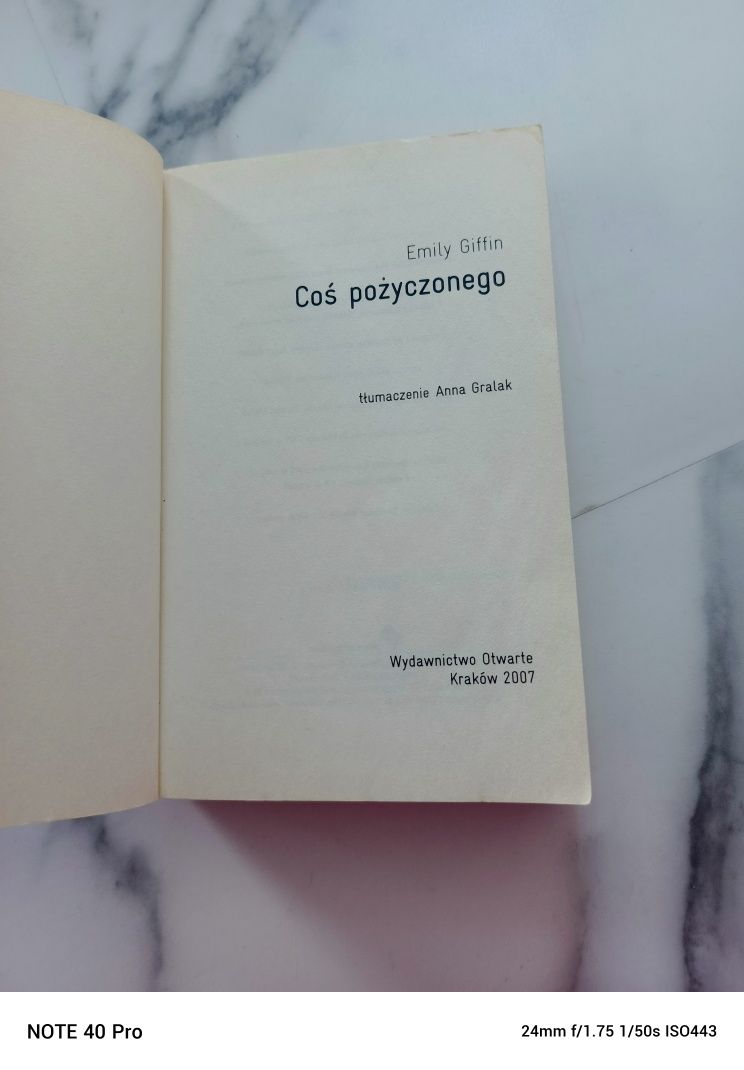 Emily Giffin
Coś pożyczonego
tłumaczenie Anna Gralak
Wydawnictwo Otwarte
Kraków 2007
NOTE 40 Pro
24mm f/1.75 1/50s ISO443